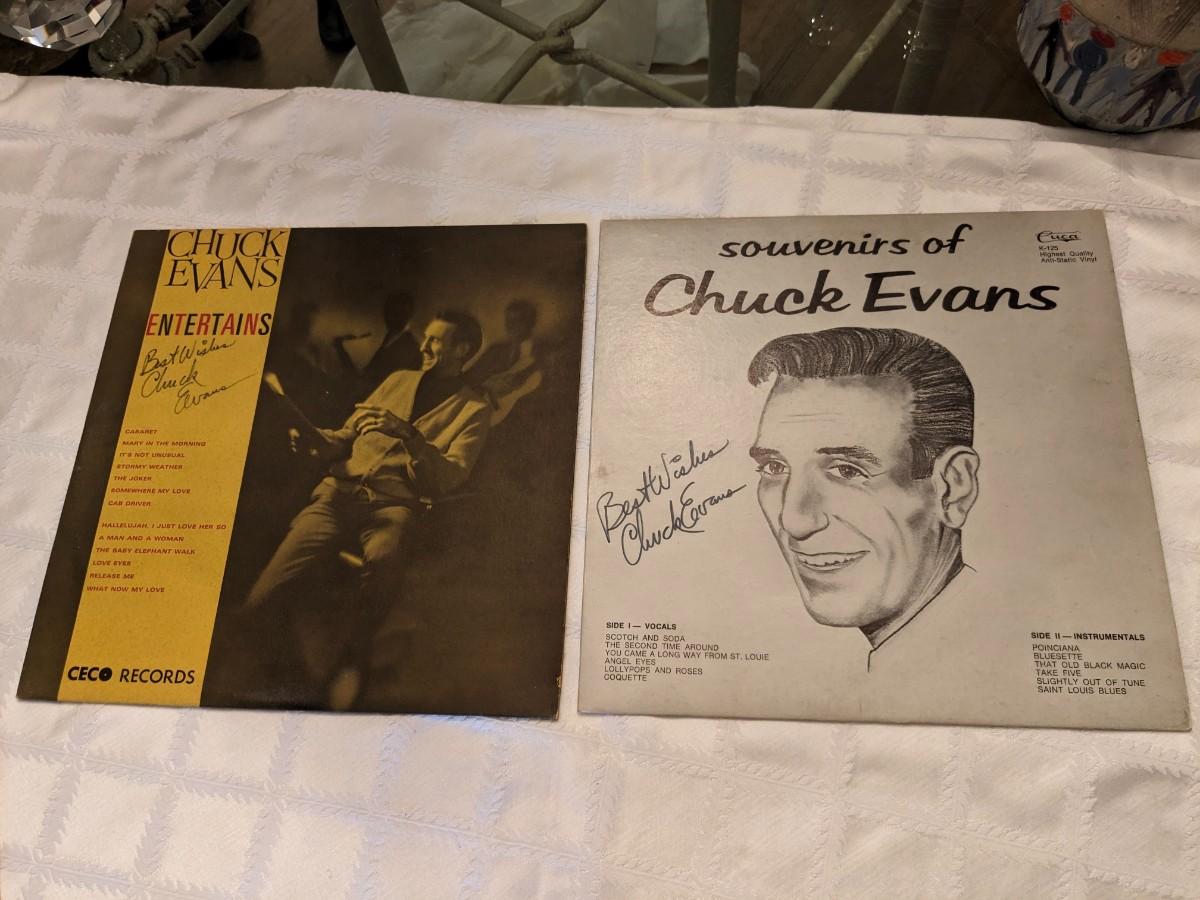 CHUCK
EVANS
ENTERTAINS
Best Wishes
Chuck
Evans
CABARET
MARY IN THE MORNING
IT'S NOT UNUSUAL
STORMY WEATHER
THE JOKER
SOMEWHERE MY LOVE
CAB DRIVER
HALLELUJAH, I JUST LOVE HER SO
A MAN AND A WOMAN
THE BABY ELEPHANT WALK
LOVE EYES
RELEASE ME
WHAT NOW MY LOVE
CECO RECORDS
souvenirs of
Chuck Evans
Cuca
K-125
Highest Quality
Anti-Static Vinyl
Best Wishes
Chuck Evans
SIDE I — VOCALS
SCOTCH AND SODA
THE SECOND TIME AROUND
YOU CAME A LONG WAY FROM ST. LOUIE
ANGEL EYES
LOLLYPOPS AND ROSES
COQUETTE
SIDE II — INSTRUMENTALS
POINCIANA
BLUESETTE
THAT OLD BLACK MAGIC
TAKE FIVE
SLIGHTLY OUT OF TUNE
SAINT LOUIS BLUES